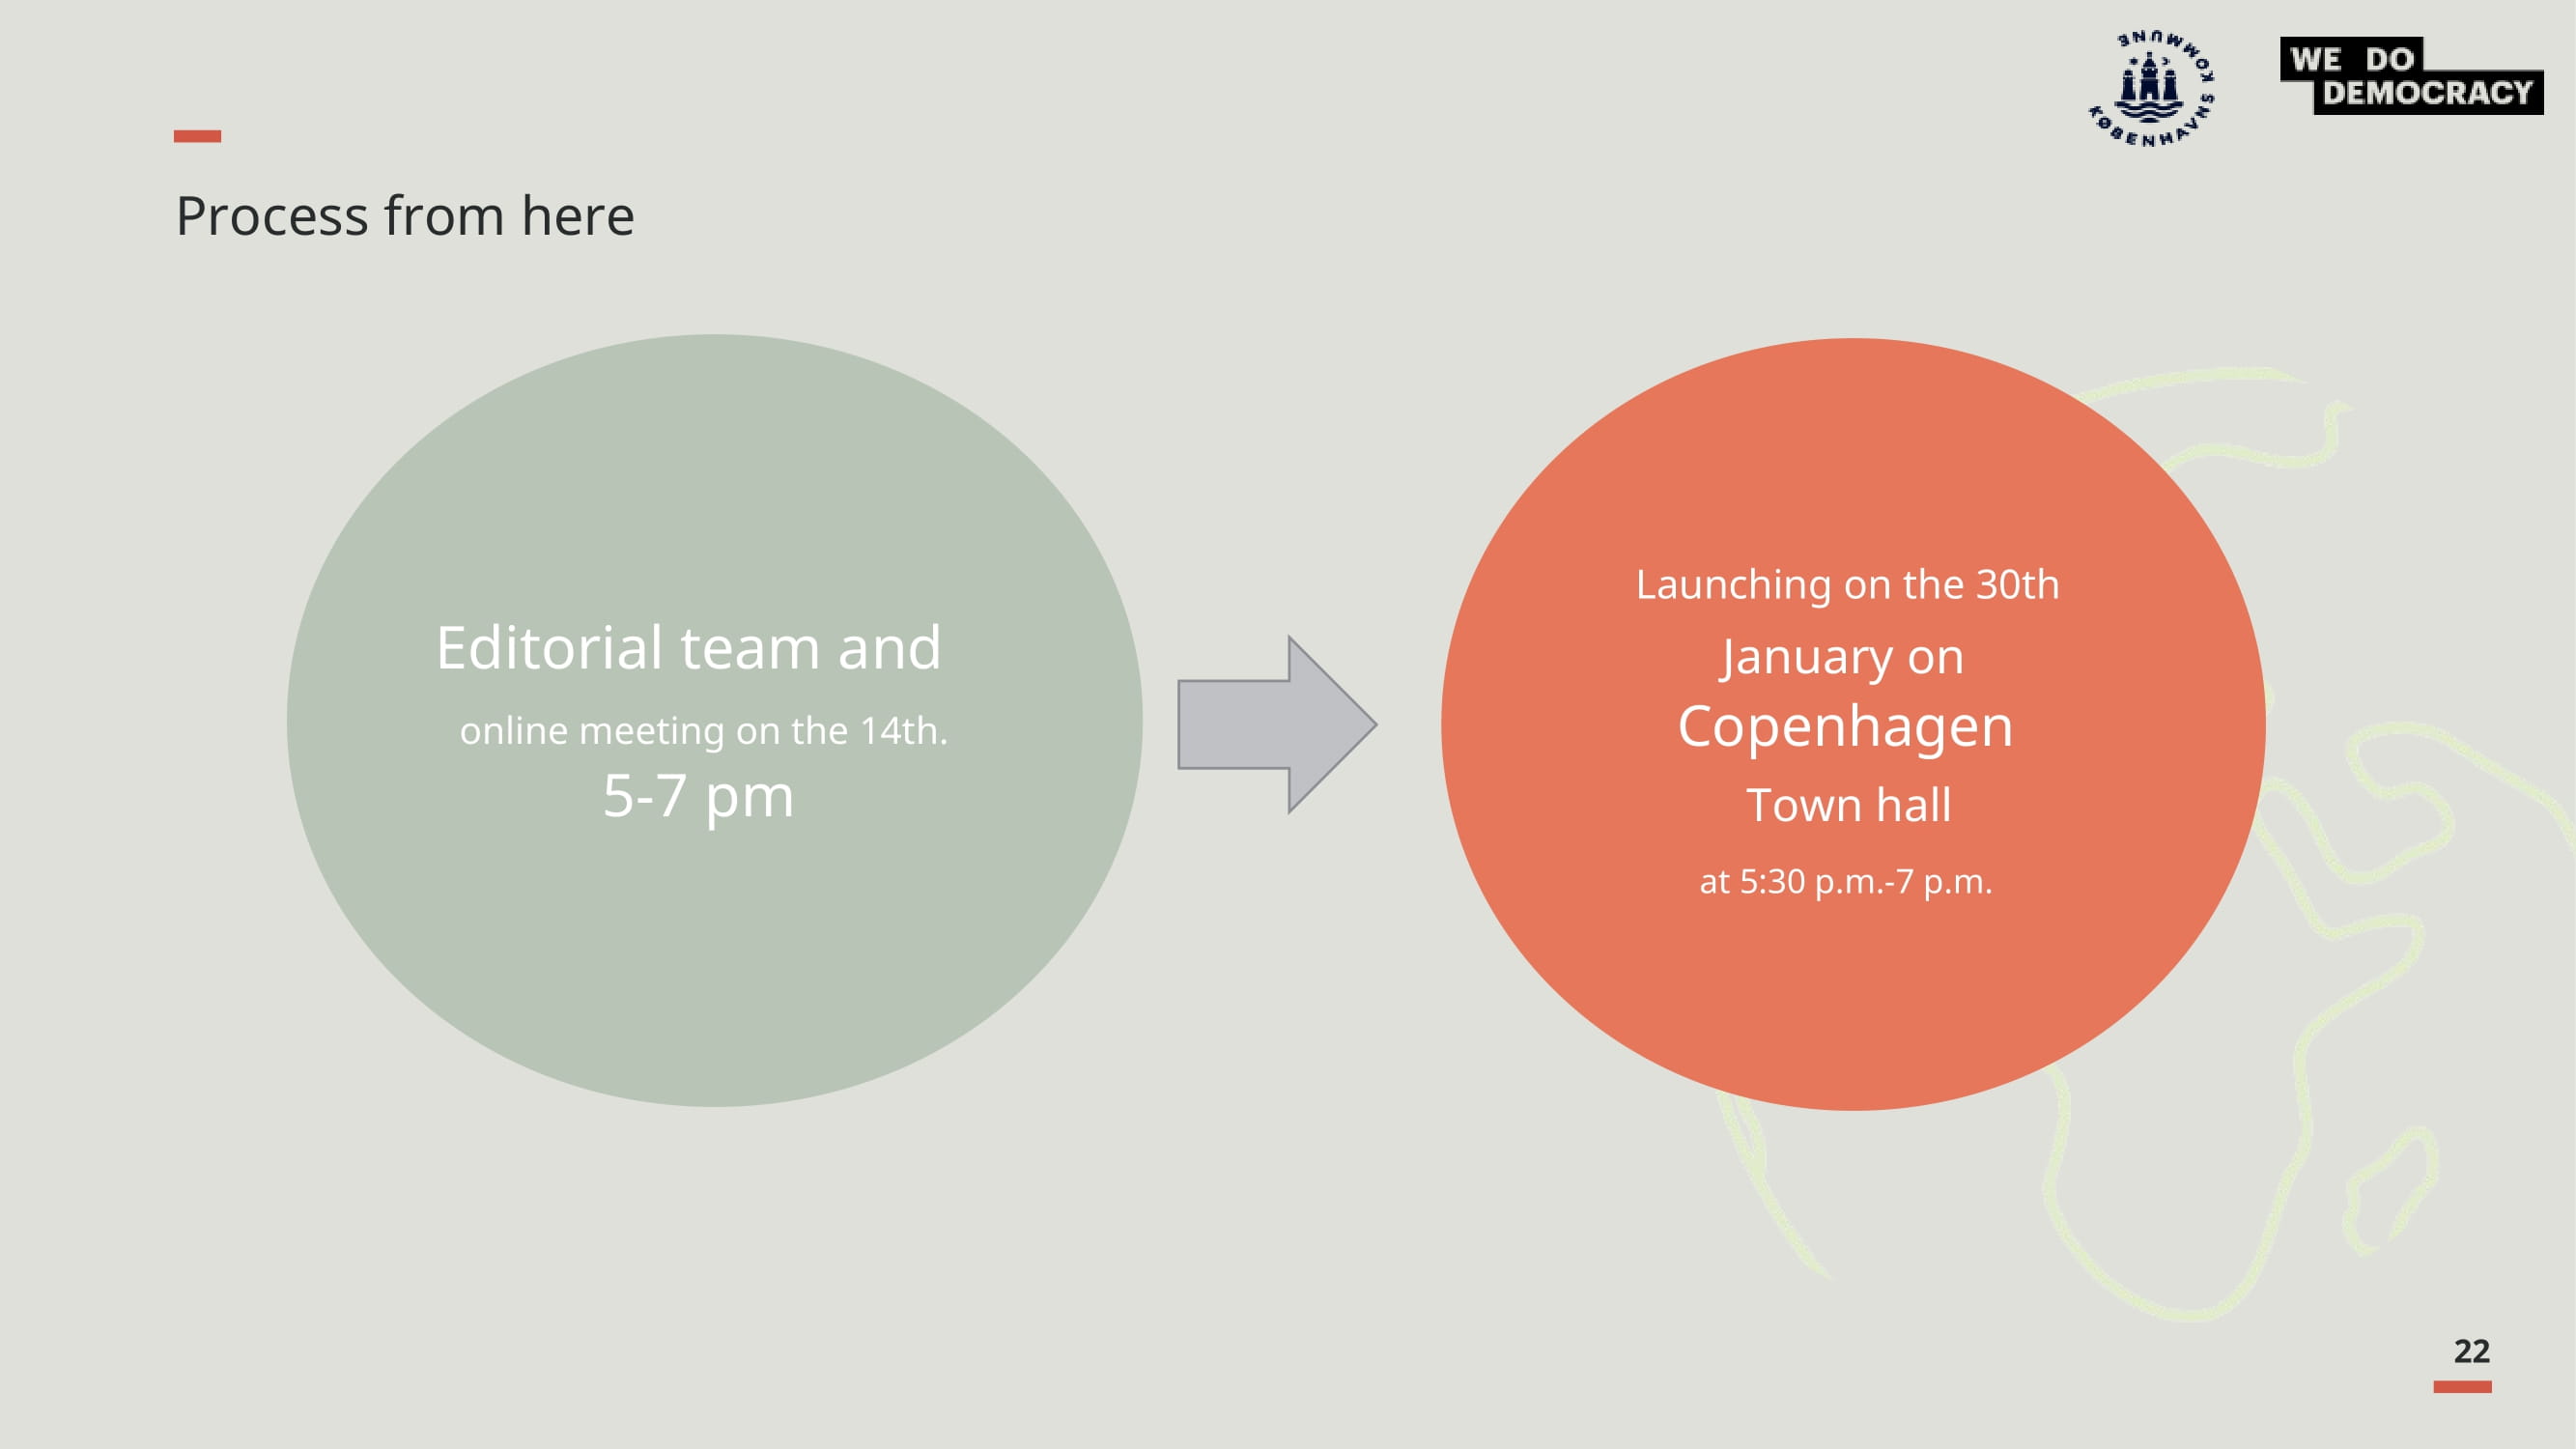 KØBENHAVNS KOMMUNE
WE DO
DEMOCRACY
Process from here
Editorial team and
online meeting on the 14th.
5-7 pm
Launching on the 30th
January on
Copenhagen
Town hall
at 5:30 p.m.-7 p.m.
22